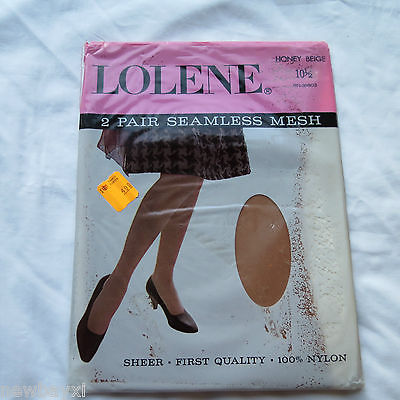 HONEY BEIGE
LOLENE®
10½
2 PAIR SEAMLESS MESH
SHEER • FIRST QUALITY • 100% NYLON